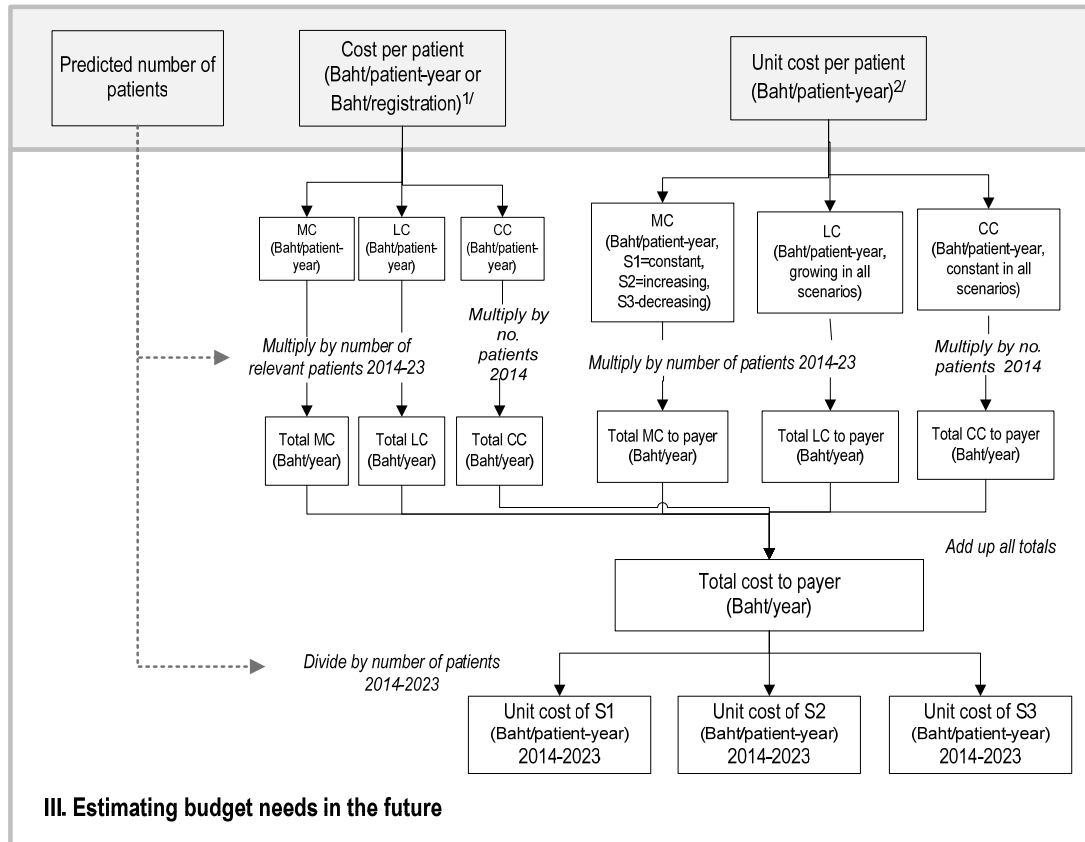 Predicted number of
patients
Cost per patient
(Baht/patient-year or
Baht/registration)1/
Unit cost per patient
(Baht/patient-year)2/
MC
(Baht/patient-
year)
LC
(Baht/patient-
year)
CC
(Baht/patient-
year)
MC
(Baht/patient-year,
S1=constant,
S2=increasing,
S3-decreasing)
LC
(Baht/patient-year,
growing in all
scenarios)
CC
(Baht/patient-year,
constant in all
scenarios)
Multiply by number of
relevant patients 2014-23
Multiply by
no.
patients
2014
Multiply by number of patients 2014-23
Multiply by no.
patients 2014
Total MC
(Baht/year)
Total LC
(Baht/year)
Total CC
(Baht/year)
Total MC to payer
(Baht/year)
Total LC to payer
(Baht/year)
Total CC to payer
(Baht/year)
Add up all totals
Total cost to payer
(Baht/year)
Divide by number of patients
2014-2023
Unit cost of S1
(Baht/patient-year)
2014-2023
Unit cost of S2
(Baht/patient-year)
2014-2023
Unit cost of S3
(Baht/patient-year)
2014-2023
III. Estimating budget needs in the future